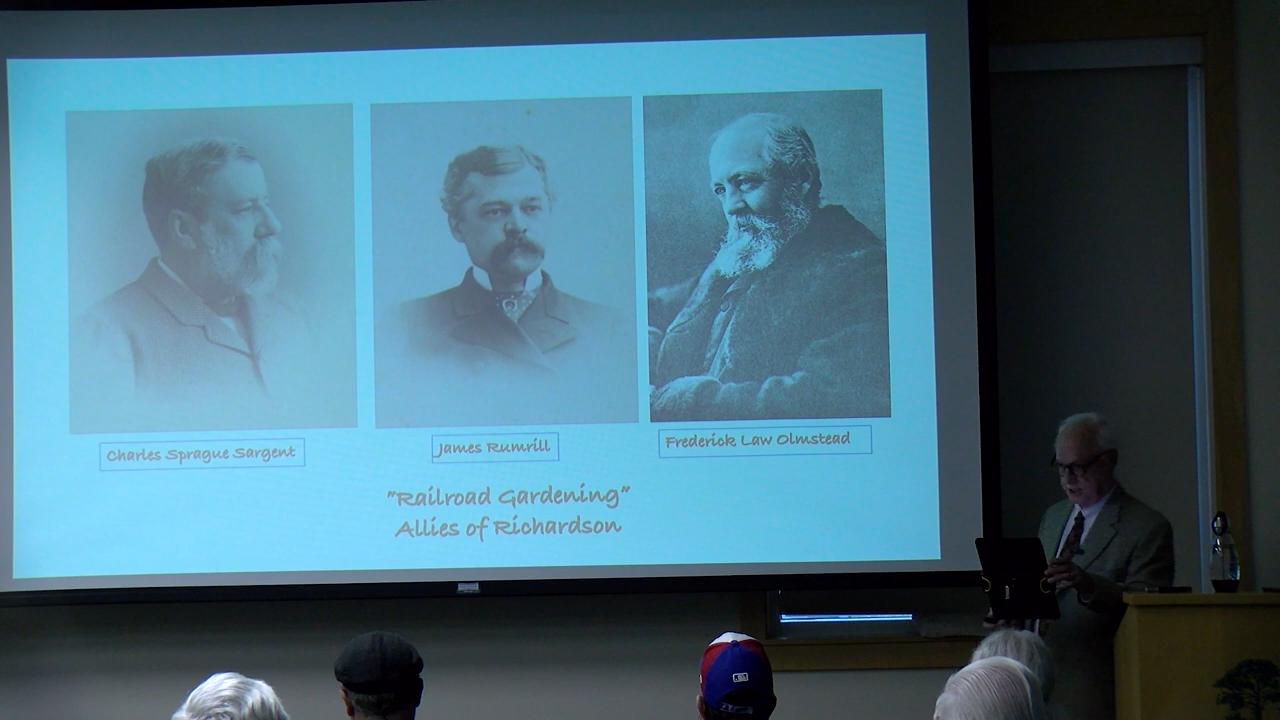 Charles Sprague Sargent
James Rumrill
Frederick Law Olmstead
"Railroad Gardening"
Allies of Richardson